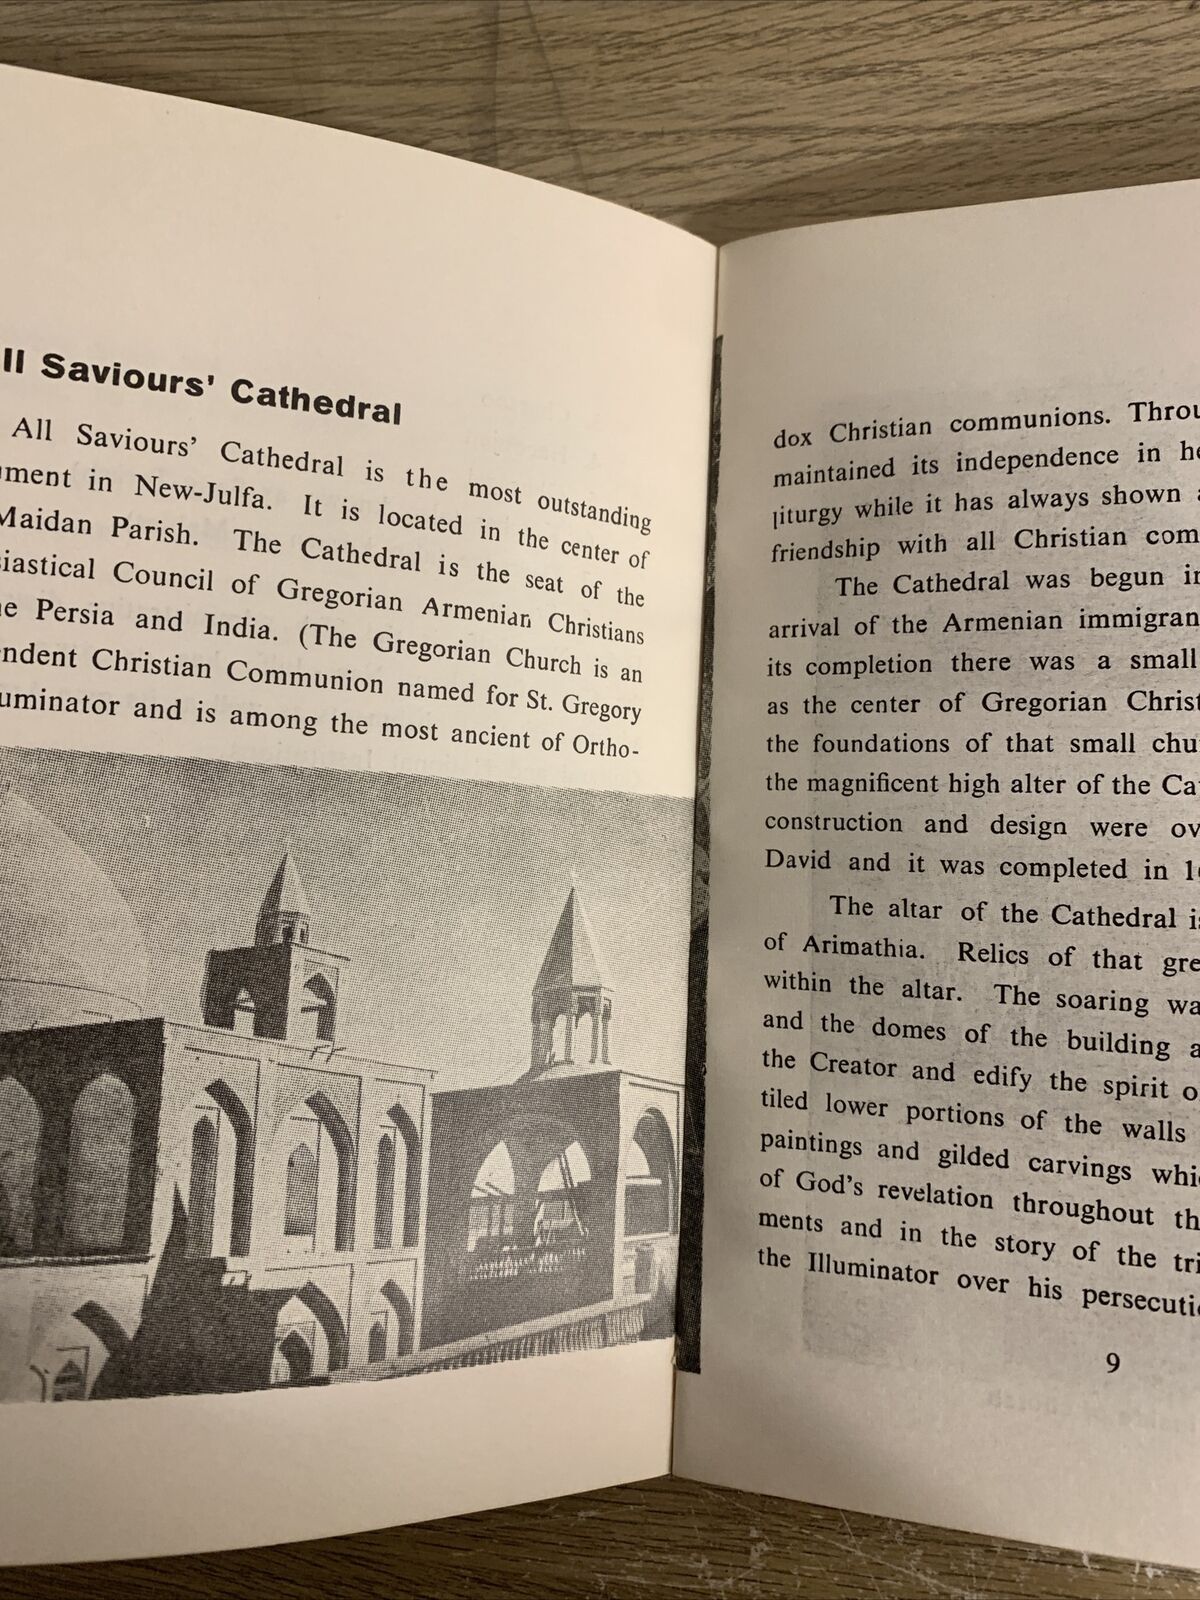 ll Saviours' Cathedral
All Saviours' Cathedral is the most outstanding
ment in New-Julfa. It is located in the center of
Maidan Parish. The Cathedral is the seat of the
siastical Council of Gregorian Armenian Christians
e Persia and India. (The Gregorian Church is an
ndent Christian Communion named for St. Gregory
uminator and is among the most ancient of Ortho-
dox Christian communions. Throu
maintained its independence in he
liturgy while it has always shown a
friendship with all Christian com
The Cathedral was begun in
arrival of the Armenian immigran
its completion there was a small
as the center of Gregorian Christ
the foundations of that small chu
the magnificent high alter of the Ca
construction and design were ov
David and it was completed in 1
The altar of the Cathedral is
of Arimathia. Relics of that gre
within the altar. The soaring wa
and the domes of the building a
the Creator and edify the spirit o
tiled lower portions of the walls
paintings and gilded carvings whi
of God's revelation throughout th
ments and in the story of the tri
the Illuminator over his persecuti
9